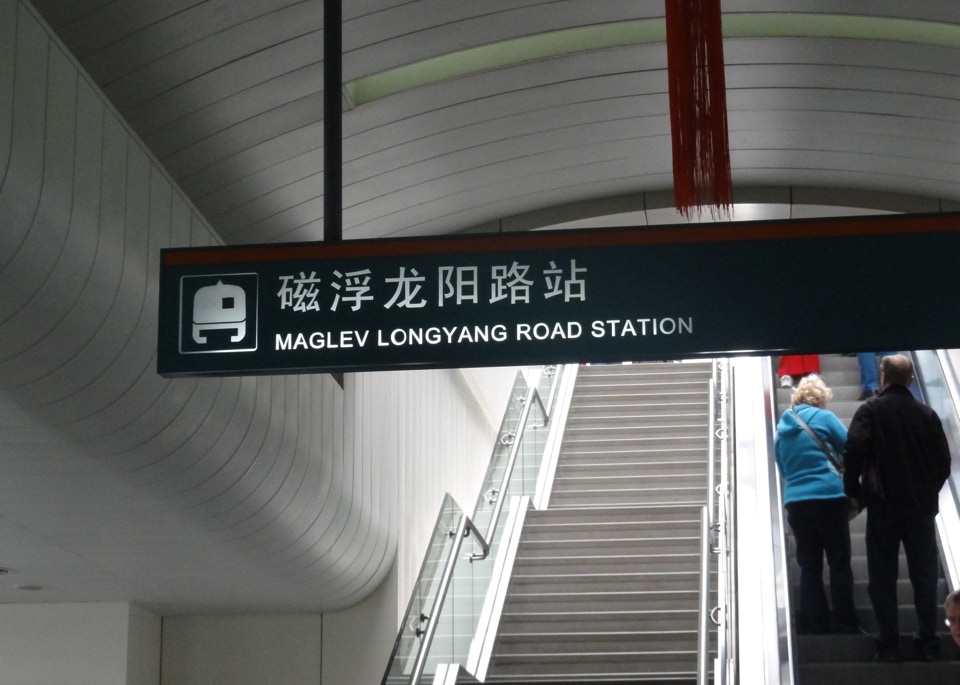 磁浮龙阳路站
MAGLEV LONGYANG ROAD STATION